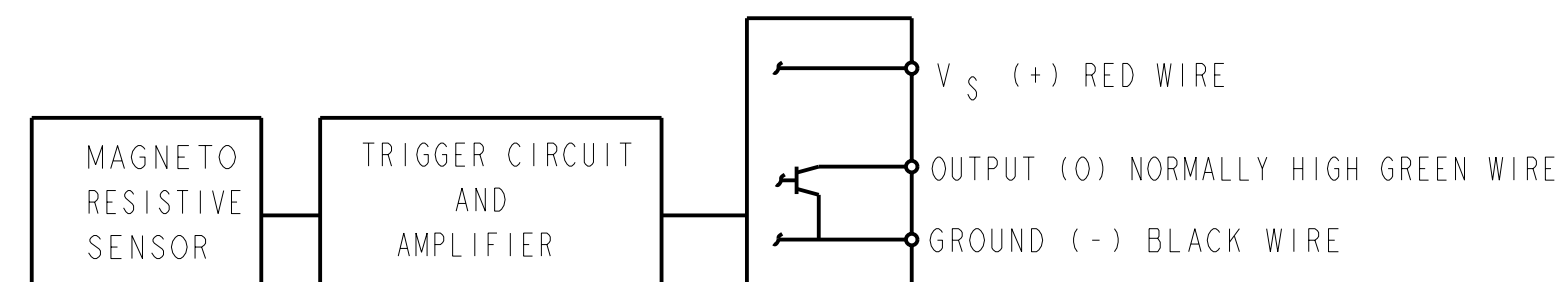 MAGNETO
RESISTIVE
SENSOR
TRIGGER CIRCUIT
AND
AMPLIFIER
V S (+) RED WIRE
OUTPUT (O) NORMALLY HIGH GREEN WIRE
GROUND (-) BLACK WIRE